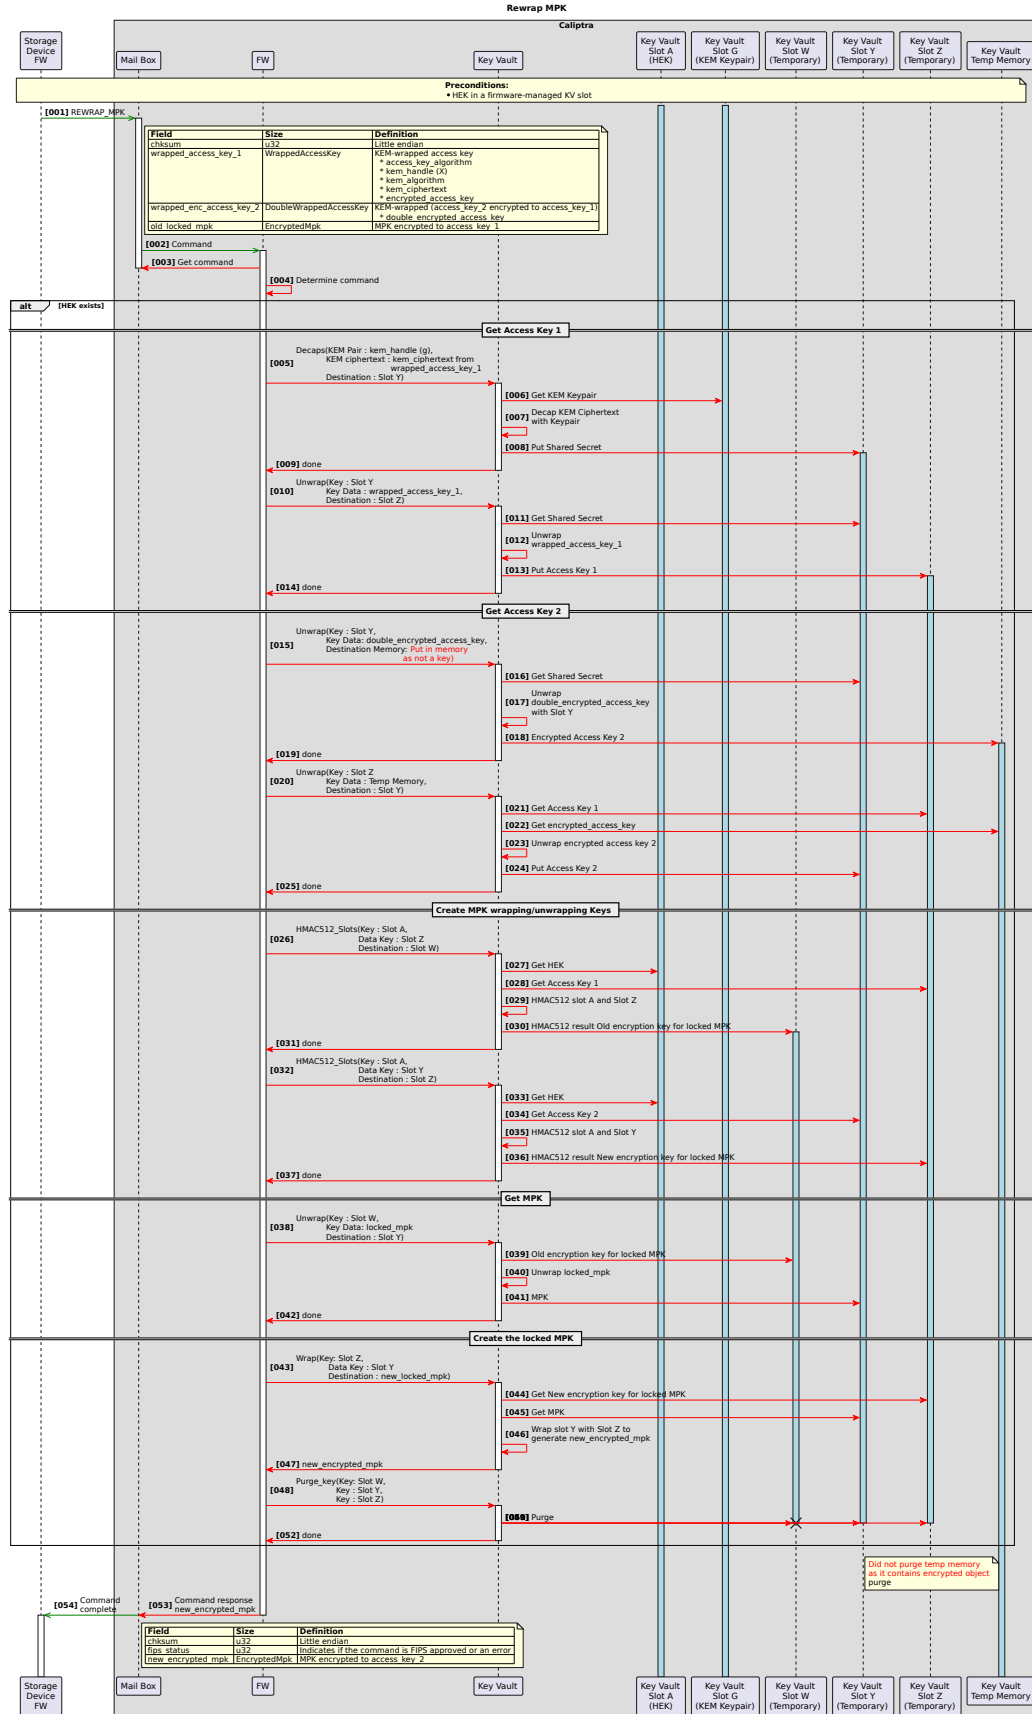 Rewrap MPK
Caliptra
Storage
Device
FW
Mail Box
FW
Key Vault
Key Vault
Slot A
(HEK)
Key Vault
Slot G
(KEM Keypair)
Key Vault
Slot W
(Temporary)
Key Vault
Slot Y
(Temporary)
Key Vault
Slot Z
(Temporary)
Key Vault
Temp Memory
Preconditions:
• HEK in a firmware-managed KV slot
[001] REWRAP_MPK
Field Size Definition
chksum u32 Little endian
wrapped_access_key_1 WrappedAccessKey KEM-wrapped access key
* access_key_algorithm
* kem_handle (X)
* kem_algorithm
* kem_ciphertext
* encrypted_access_key
wrapped_enc_access_key_2 DoubleWrappedAccessKey KEM-wrapped (access_key_2 encrypted to access_key_1)
* double_encrypted_access_key
old_locked_mpk EncryptedMpk MPK encrypted to access_key_1
[002] Command
[003] Get command
[004] Determine command
alt [HEK exists]
Get Access Key 1
[005] Decaps(KEM Pair : kem_handle (g),
KEM ciphertext : kem_ciphertext from
wrapped_access_key_1
Destination : Slot Y)
[006] Get KEM Keypair
[007] Decap KEM Ciphertext
with Keypair
[008] Put Shared Secret
[009] done
[010] Unwrap(Key : Slot Y
Key Data : wrapped_access_key_1,
Destination : Slot Z)
[011] Get Shared Secret
[012] Unwrap
wrapped_access_key_1
[013] Put Access Key 1
[014] done
Get Access Key 2
[015] Unwrap(Key : Slot Y,
Key Data: double_encrypted_access_key,
Destination Memory: Put in memory
as not a key)
[016] Get Shared Secret
[017] Unwrap
double_encrypted_access_key
with Slot Y
[018] Encrypted Access Key 2
[019] done
[020] Unwrap(Key : Slot Z
Key Data : Temp Memory,
Destination : Slot Y)
[021] Get Access Key 1
[022] Get encrypted_access_key
[023] Unwrap encrypted access key 2
[024] Put Access Key 2
[025] done
Create MPK wrapping/unwrapping Keys
[026] HMAC512_Slots(Key : Slot A,
Data Key : Slot Z
Destination : Slot W)
[027] Get HEK
[028] Get Access Key 1
[029] HMAC512 slot A and Slot Z
[030] HMAC512 result Old encryption key for locked MPK
[031] done
[032] HMAC512_Slots(Key : Slot A,
Data Key : Slot Y
Destination : Slot Z)
[033] Get HEK
[034] Get Access Key 2
[035] HMAC512 slot A and Slot Y
[036] HMAC512 result New encryption key for locked MPK
[037] done
Get MPK
[038] Unwrap(Key : Slot W,
Key Data: locked_mpk
Destination : Slot Y)
[039] Old encryption key for locked MPK
[040] Unwrap locked_mpk
[041] MPK
[042] done
Create the locked MPK
[043] Wrap(Key: Slot Z,
Data Key : Slot Y
Destination : new_locked_mpk)
[044] Get New encryption key for locked MPK
[045] Get MPK
[046] Wrap slot Y with Slot Z to
generate new_encrypted_mpk
[047] new_encrypted_mpk
[048] Purge_key(Key: Slot W,
Key : Slot Y,
Key : Slot Z)
Purge
[052] done
Did not purge temp memory
as it contains encrypted object
purge
[053] Command response
new_encrypted_mpk
[054] Command
complete
Field Size Definition
chksum u32 Little endian
fips_status u32 Indicates if the command is FIPS approved or an error
new_encrypted_mpk EncryptedMpk MPK encrypted to access_key_2
Storage
Device
FW
Mail Box
FW
Key Vault
Key Vault
Slot A
(HEK)
Key Vault
Slot G
(KEM Keypair)
Key Vault
Slot W
(Temporary)
Key Vault
Slot Y
(Temporary)
Key Vault
Slot Z
(Temporary)
Key Vault
Temp Memory